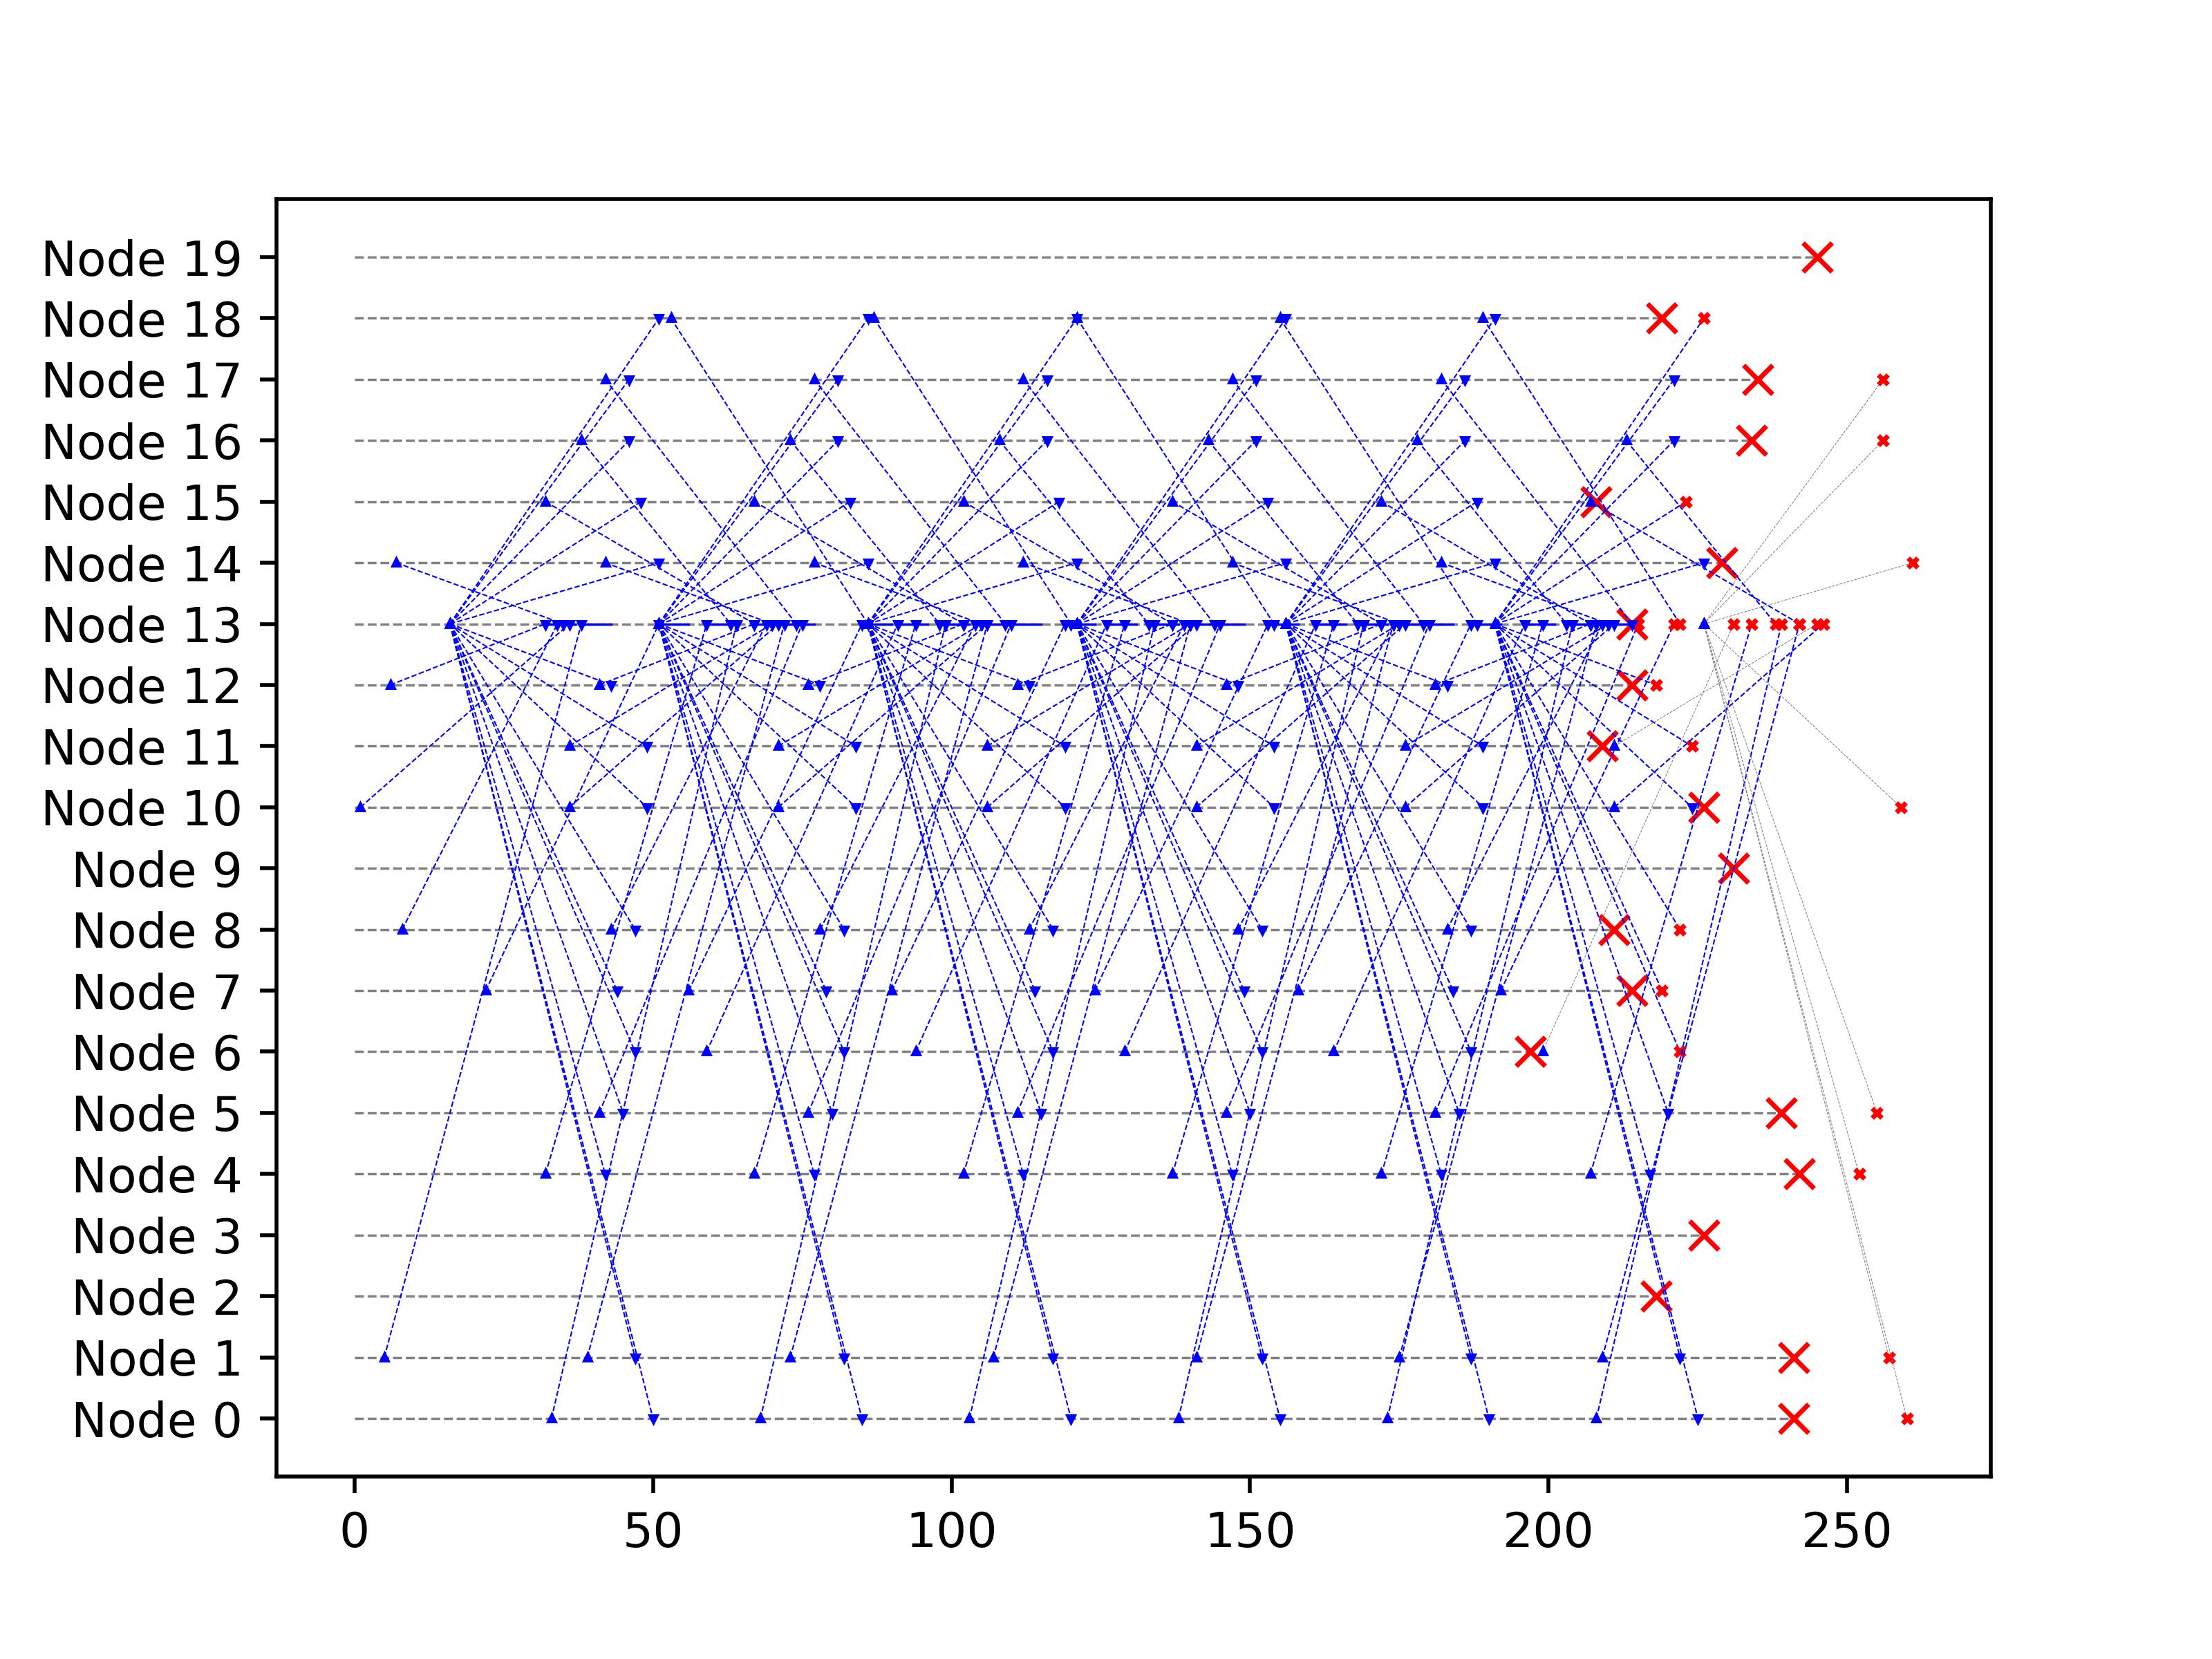 Node 19
Node 18
Node 17
Node 16
Node 15
Node 14
Node 13
Node 12
Node 11
Node 10
Node 9
Node 8
Node 7
Node 6
Node 5
Node 4
Node 3
Node 2
Node 1
Node 0
0 50 100 150 200 250